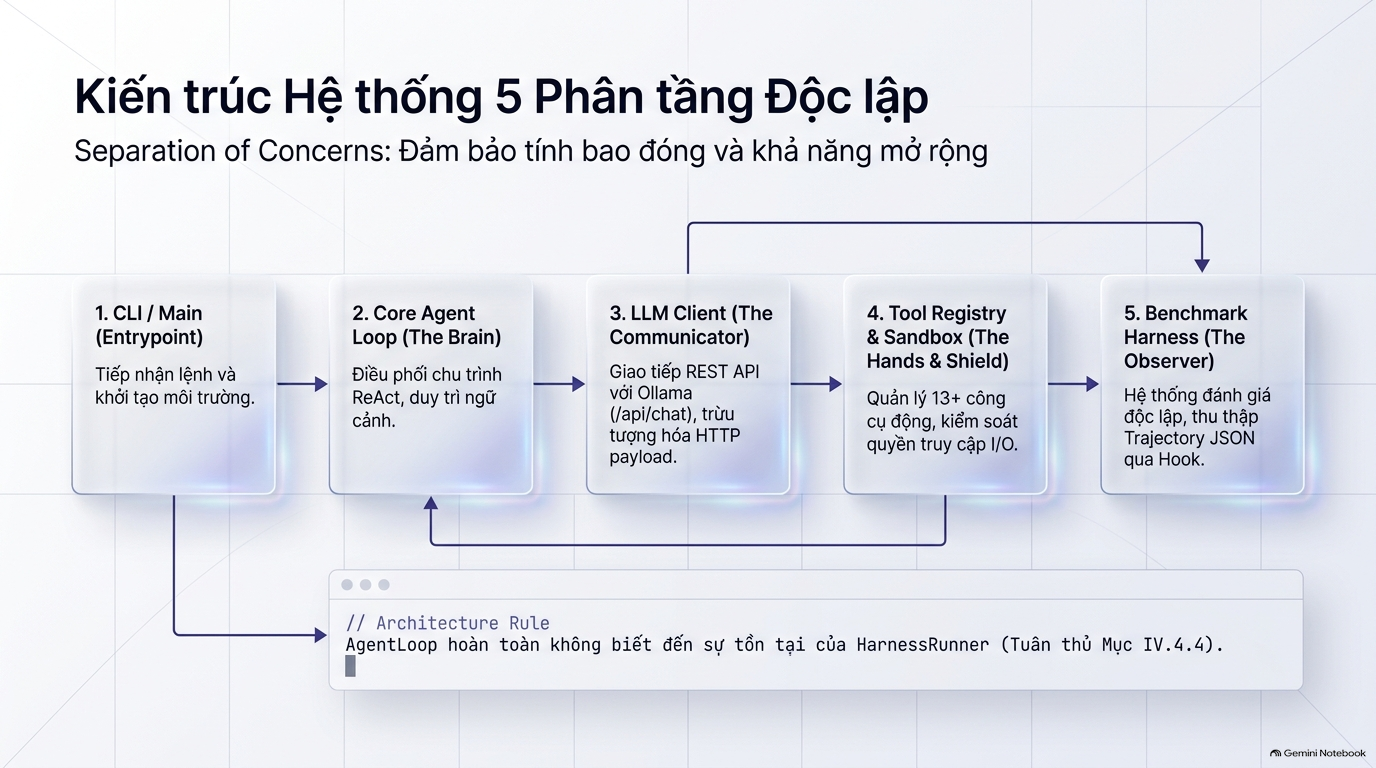 Kiến trúc Hệ thống 5 Phân tầng Độc lập
Separation of Concerns: Đảm bảo tính bao đóng và khả năng mở rộng
1. CLI / Main
(Entrypoint)
Tiếp nhận lệnh và
khởi tạo môi trường.
2. Core Agent
Loop (The Brain)
Điều phối chu trình
ReAct, duy trì ngữ
cảnh.
3. LLM Client (The
Communicator)
Giao tiếp REST API
với Ollama
(/api/chat), trừu
tượng hóa HTTP
payload.
4. Tool Registry
& Sandbox (The
Hands & Shield)
Quản lý 13+ công
cụ động, kiểm soát
quyền truy cập I/O.
5. Benchmark
Harness (The
Observer)
Hệ thống đánh giá
độc lập, thu thập
Trajectory JSON
qua Hook.
// Architecture Rule
AgentLoop hoàn toàn không biết đến sự tồn tại của HarnessRunner (Tuân thủ Mục IV.4.4).
Gemini Notebook